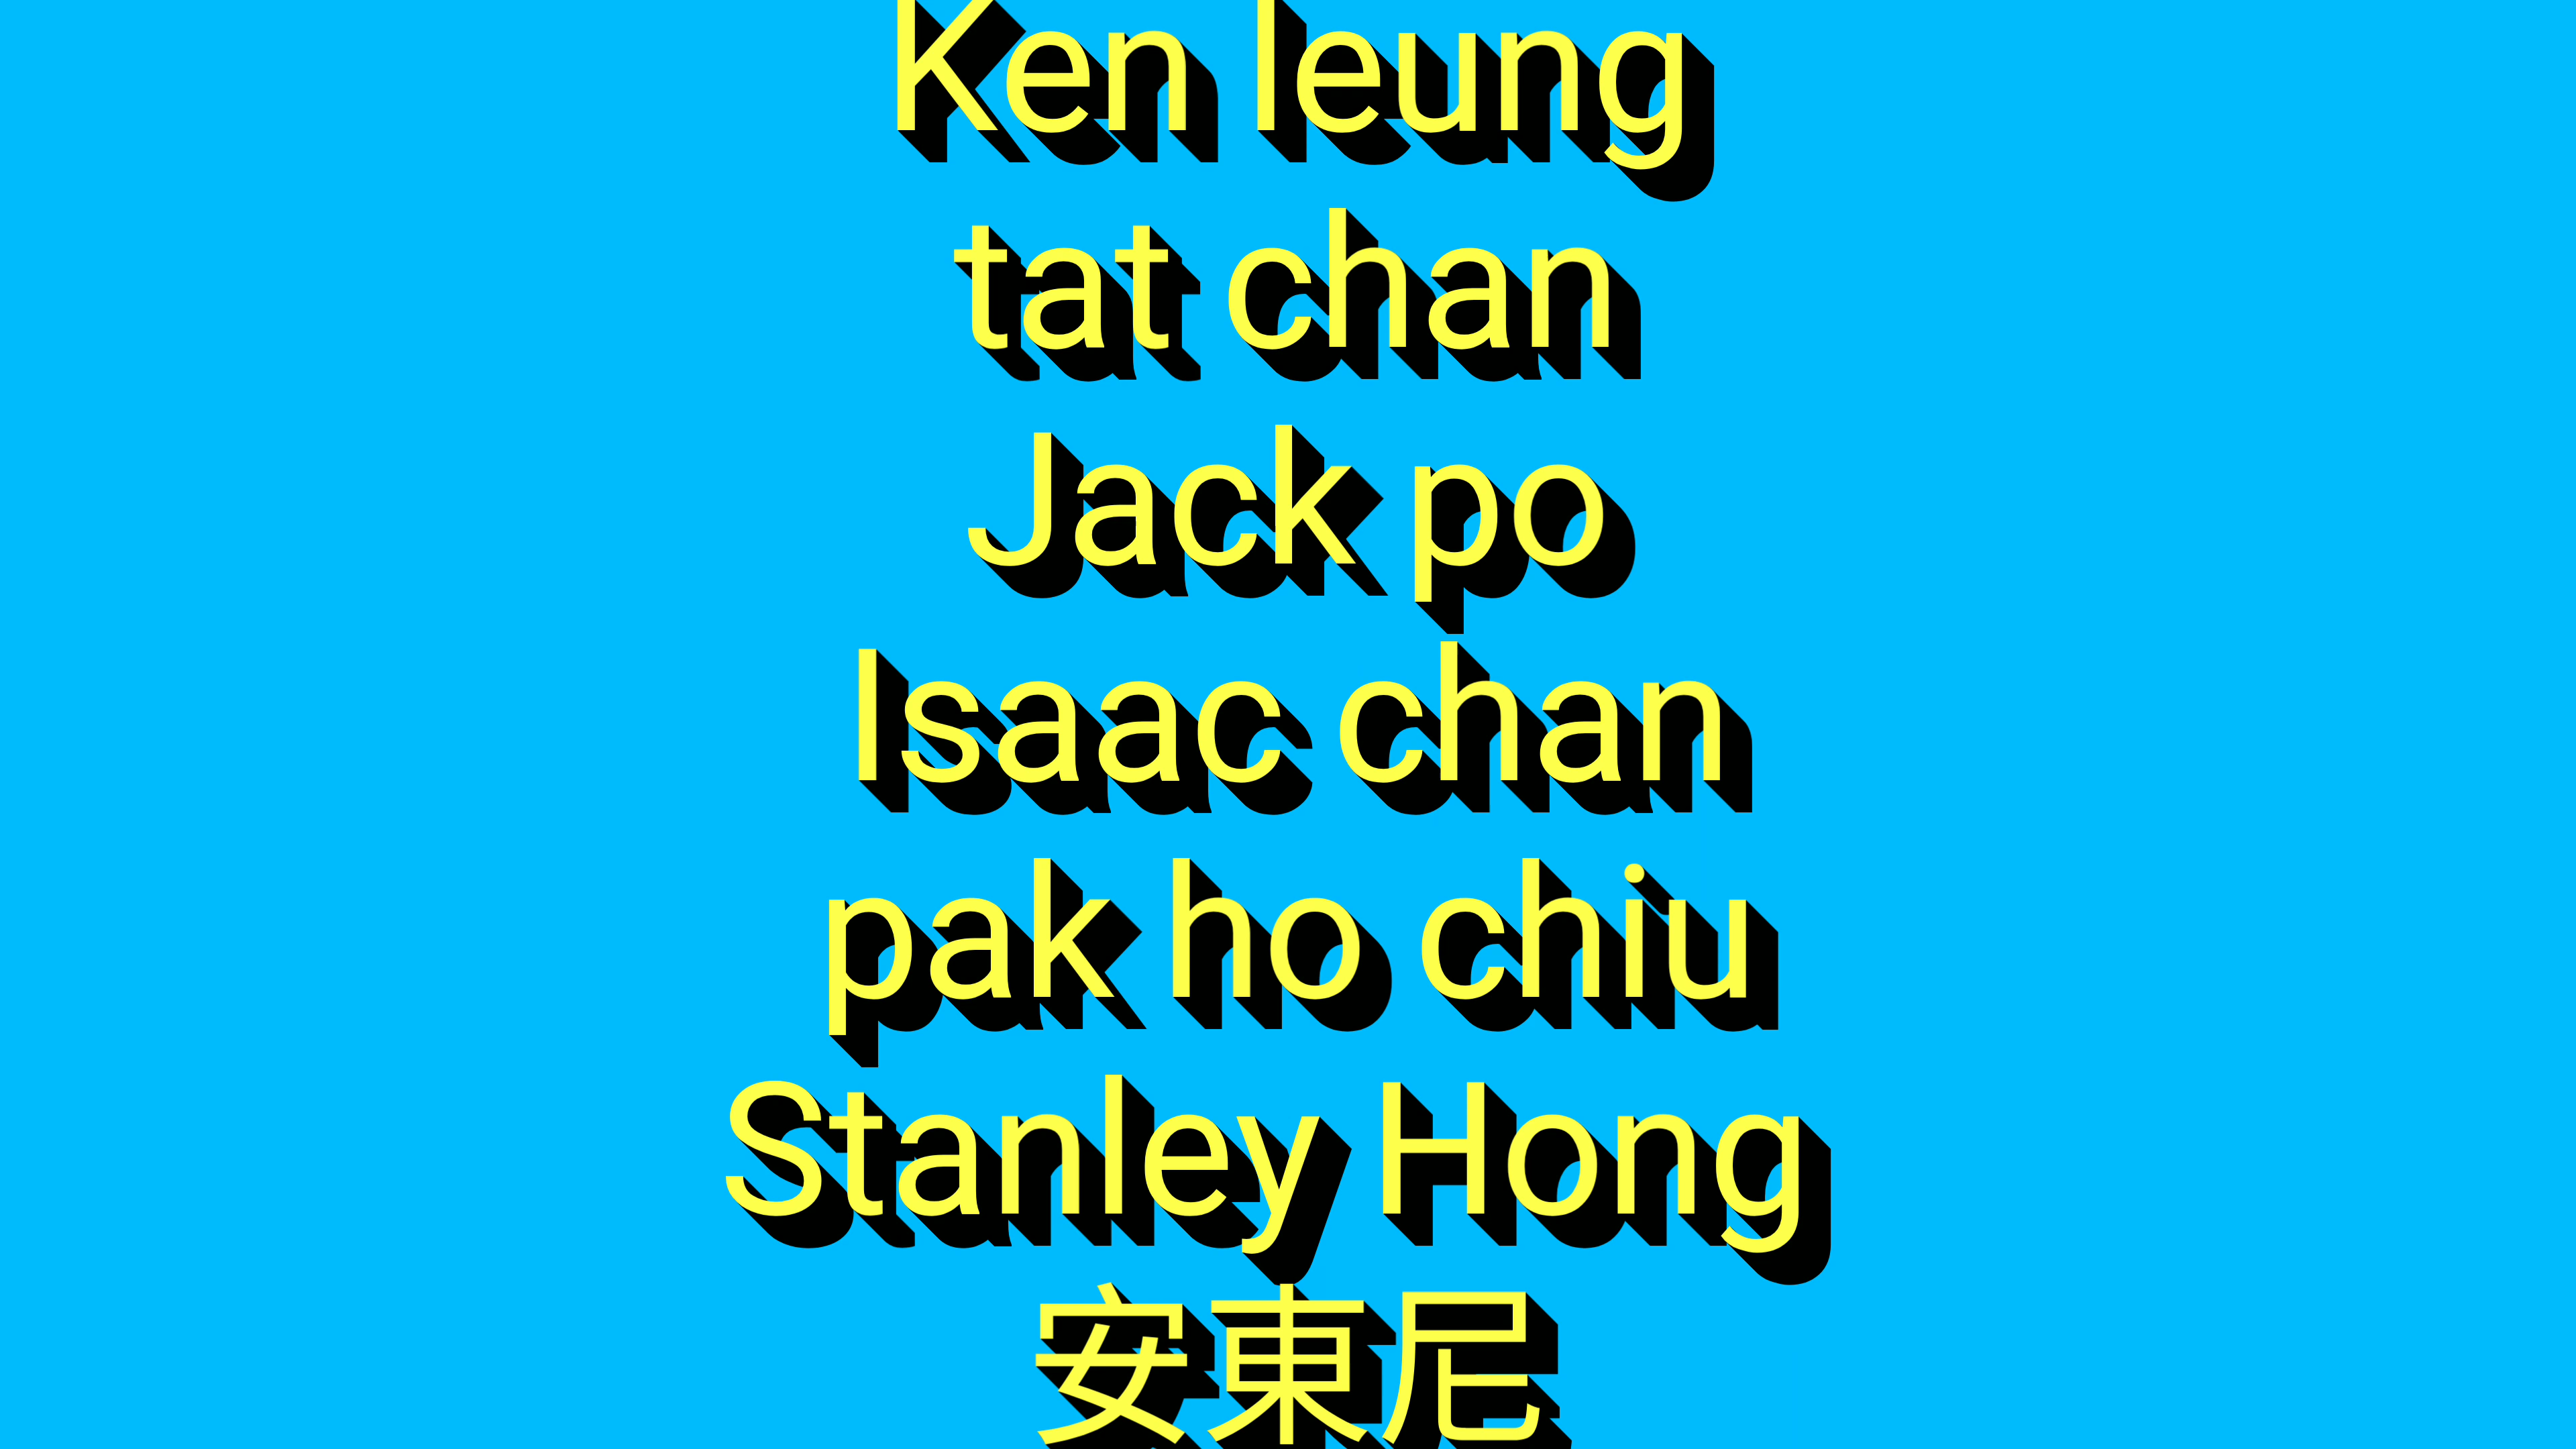 Ken leung
tat chan
Jack po
Isaac chan
pak ho chiu
Stanley Hong
安東尼